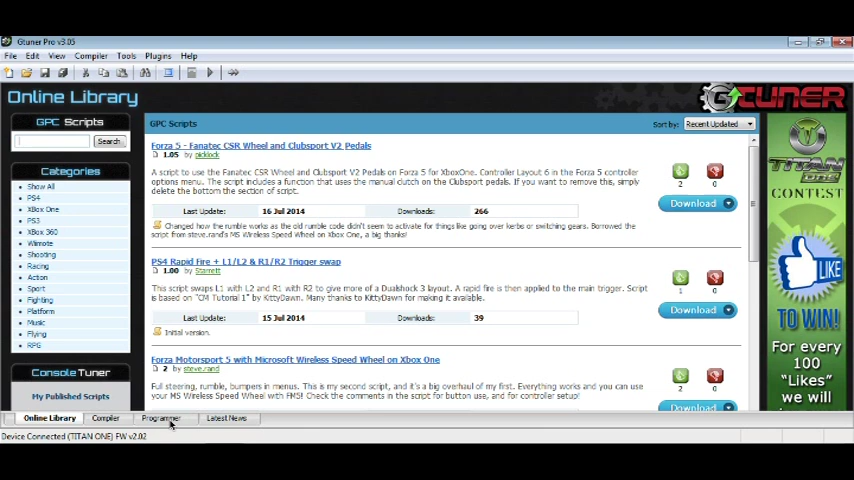 Gtuner Pro v3.05
File Edit View Compiler Tools Plugins Help
Online Library
GTUNER
GPC Scripts
Search
Categories
Show All
PS4
XBox One
PS3
XBox 360
Wiimote
Shooting
Racing
Action
Sport
Fighting
Platform
Music
Flying
RPG
ConsoleTuner
My Published Scripts
GPC Scripts
Sort by: Recent Updated
Forza 5 - Fanatec CSR Wheel and Clubsport V2 Pedals
1.05 by picklock
A script to use the Fanatec CSR Wheel and Clubsport V2 Pedals on Forza 5 for XboxOne. Controller Layout 6 in the Forza 5 controller
options menu. The script includes a function that uses the manual clutch on the Clubsport pedals. If you want to remove this, simply
delete the bottom the section of script.
2 0
Download
Last Update: 16 Jul 2014 Downloads: 266
Changed how the rumble works as the old rumble code didn't seem to activate for things like going over kerbs or switching gears. Borrowed the
script from steve.rand's MS Wireless Speed Wheel on Xbox One, a big thanks!
PS4 Rapid Fire + L1/L2 & R1/R2 Trigger swap
1.00 by Starrett
This script swaps L1 with L2 and R1 with R2 to give more of a Dualshock 3 layout. A rapid fire is then applied to the main trigger. Script
is based on "CM Tutorial 1" by KittyDawn. Many thanks to KittyDawn for making it available.
1 0
Download
Last Update: 15 Jul 2014 Downloads: 39
Initial version.
Forza Motorsport 5 with Microsoft Wireless Speed Wheel on Xbox One
2 by steve.rand
Full steering, rumble, bumpers in menus. This is my second script, and it's a big overhaul of my first. Everything works and you can use
your MS Wireless Speed Wheel with FM5! Check the comments in the script for button use, and for controller setup!
2 0
Download
TITAN
ONE
CONTEST
LIKE
TO WIN!
For every
100
"Likes"
we will
Online Library Compiler Programmer Latest News
Device Connected (TITAN ONE) FW v2.02